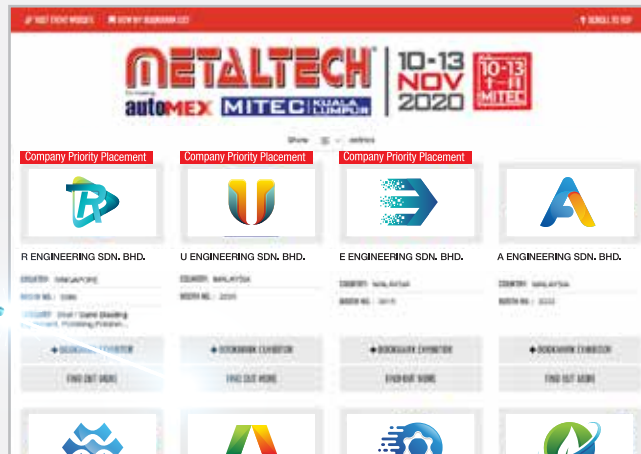 VISIT EVENT WEBSITE VIEW MY BOOKMARK LIST SCROLL TO TOP
METALTECH
10-13
NOV
2020
10-13
十一月
MITEC
automex MITEC KUALA LUMPUR
Show entries
Company Priority Placement Company Priority Placement Company Priority Placement
R U E A
R ENGINEERING SDN. BHD. U ENGINEERING SDN. BHD. E ENGINEERING SDN. BHD. A ENGINEERING SDN. BHD.
COUNTRY: SINGAPORE COUNTRY: MALAYSIA COUNTRY: MALAYSIA COUNTRY: MALAYSIA
BOOTH NO. : BOOTH NO. : BOOTH NO. : BOOTH NO. :
+BOOKMARK EXHIBITOR +BOOKMARK EXHIBITOR +BOOKMARK EXHIBITOR +BOOKMARK EXHIBITOR
FIND OUT MORE FIND OUT MORE FIND OUT MORE FIND OUT MORE